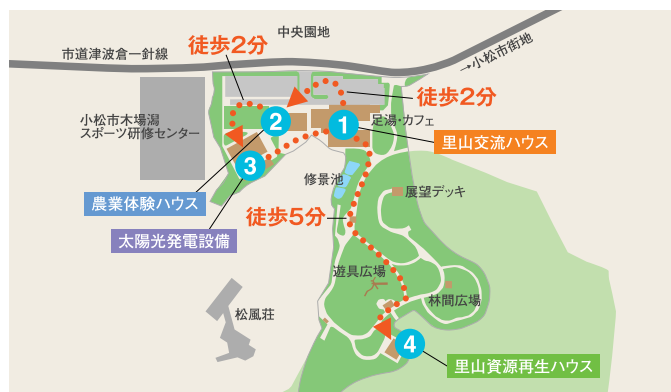 中央園地
市道津波倉一針線
徒歩2分
→小松市街地
徒歩2分
小松市木場潟
スポーツ研修センター
2
1
足湯・カフェ
里山交流ハウス
3
修景池
展望デッキ
農業体験ハウス
徒歩5分
太陽光発電設備
遊具広場
林間広場
松風荘
4
里山資源再生ハウス